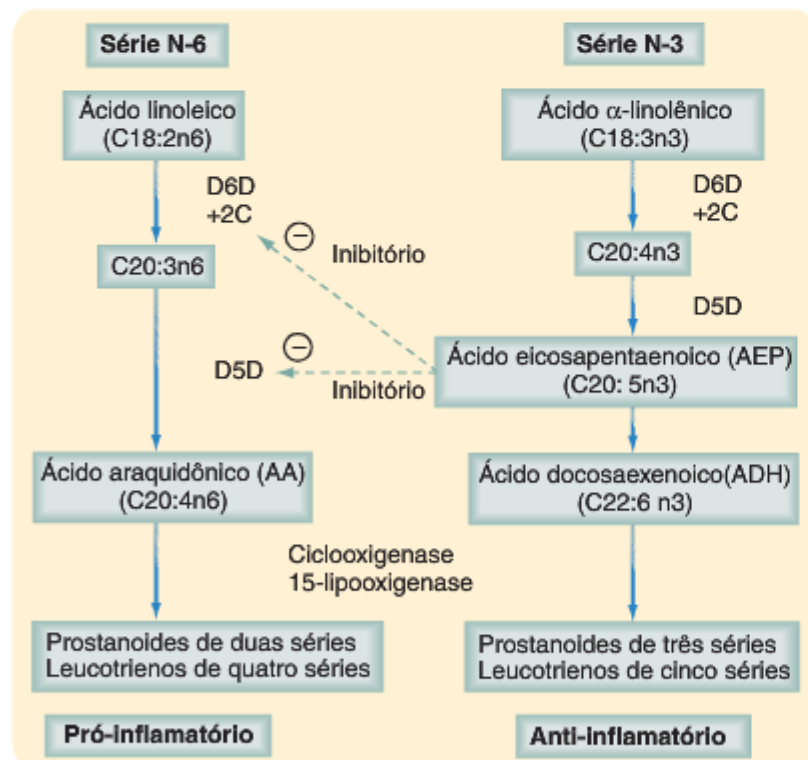 Série N-6
Série N-3
Ácido linoleico
(C18:2n6)
Ácido α-linolênico
(C18:3n3)
D6D
+2C
D6D
+2C
Inibitório
C20:3n6
C20:4n3
D5D
D5D
Inibitório
Ácido eicosapentaenoico (AEP)
(C20: 5n3)
Ácido araquidônico (AA)
(C20:4n6)
Ácido docosaexenoico(ADH)
(C22:6 n3)
Ciclooxigenase
15-lipooxigenase
Prostanoides de duas séries
Leucotrienos de quatro séries
Prostanoides de três séries
Leucotrienos de cinco séries
Pró-inflamatório
Anti-inflamatório